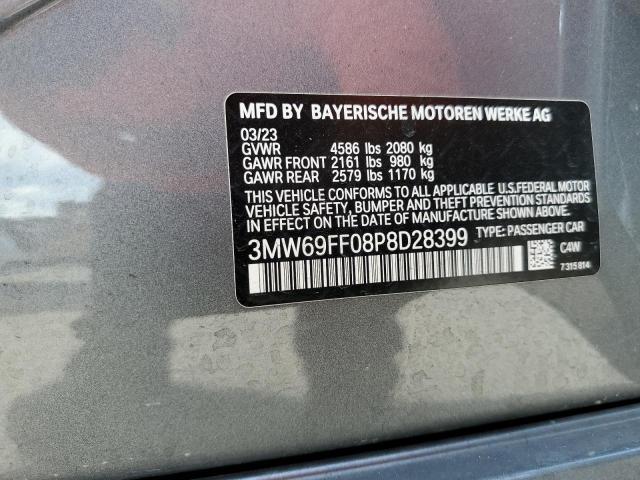 MFD BY BAYERISCHE MOTOREN WERKE AG
03/23
GVWR 4586 lbs 2080 kg
GAWR FRONT 2161 lbs 980 kg
GAWR REAR 2579 lbs 1170 kg
THIS VEHICLE CONFORMS TO ALL APPLICABLE U.S.FEDERAL MOTOR
VEHICLE SAFETY, BUMPER AND THEFT PREVENTION STANDARDS
IN EFFECT ON THE DATE OF MANUFACTURE SHOWN ABOVE.
3MW69FF08P8D28399 TYPE: PASSENGER CAR
C4W
7315814